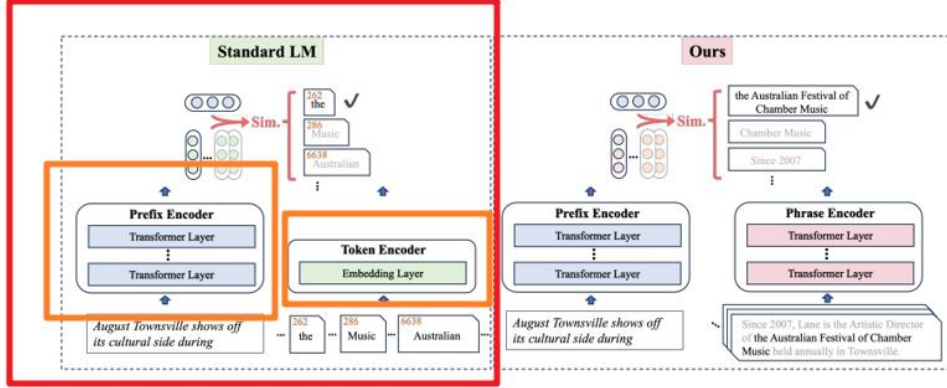 Standard LM
262
the
Sim.
286
Music
6638
Australian
Prefix Encoder
Transformer Layer
Transformer Layer
Token Encoder
Embedding Layer
August Townsville shows off
its cultural side during
... 262 ... 286 ... 6638 ...
the Music Australian
Ours
the Australian Festival of
Chamber Music
Sim.
Chamber Music
Since 2007
Prefix Encoder
Transformer Layer
Transformer Layer
Phrase Encoder
Transformer Layer
Transformer Layer
August Townsville shows off
its cultural side during
Since 2007, Lane is the Artistic Director
of the Australian Festival of Chamber
Music held annually in Townsville.